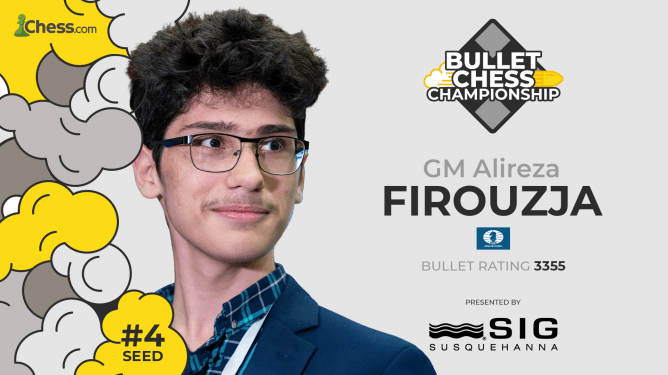 Chess.com
BULLET
CHESS
CHAMPIONSHIP
GM Alireza
FIROUZJA
BULLET RATING 3355
PRESENTED BY
SIG
SUSQUEHANNA
#4
SEED